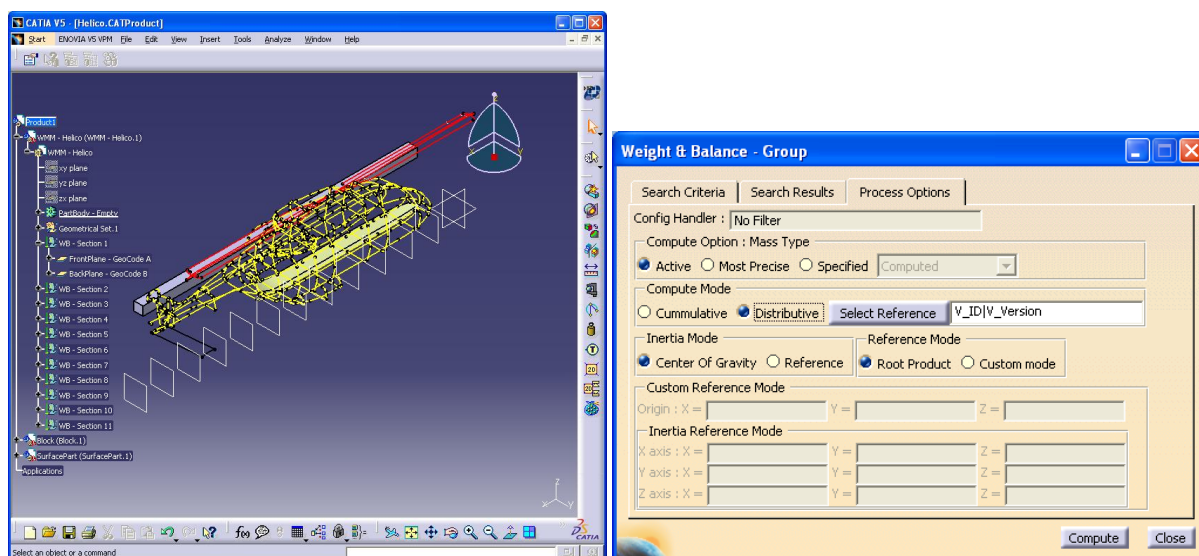 CATIA V5 - [Helico.CATProduct]
Start ENOVIA V5 VPM File Edit View Insert Tools Analyze Window Help
Product1
WMM - Helico (WMM - Helico.1)
WMM - Helico
xy plane
yz plane
zx plane
PartBody - Empty
Geometrical Set.1
WB - Section 1
FrontPlane - GeoCode A
BackPlane - GeoCode B
WB - Section 2
WB - Section 3
WB - Section 4
WB - Section 5
WB - Section 6
WB - Section 7
WB - Section 8
WB - Section 9
WB - Section 10
WB - Section 11
Block (Block.1)
SurfacePart (SurfacePart.1)
Applications
z
x y
CATIA
Select an object or a command
Weight & Balance - Group
Search Criteria Search Results Process Options
Config Handler : No Filter
Compute Option : Mass Type
Active Most Precise Specified Computed
Compute Mode
Cummulative Distributive Select Reference V_ID|V_Version
Inertia Mode Reference Mode
Center Of Gravity Reference Root Product Custom mode
Custom Reference Mode
Origin : X = Y = Z =
Inertia Reference Mode
X axis : X = Y = Z =
Y axis : X = Y = Z =
Z axis : X = Y = Z =
Compute Close